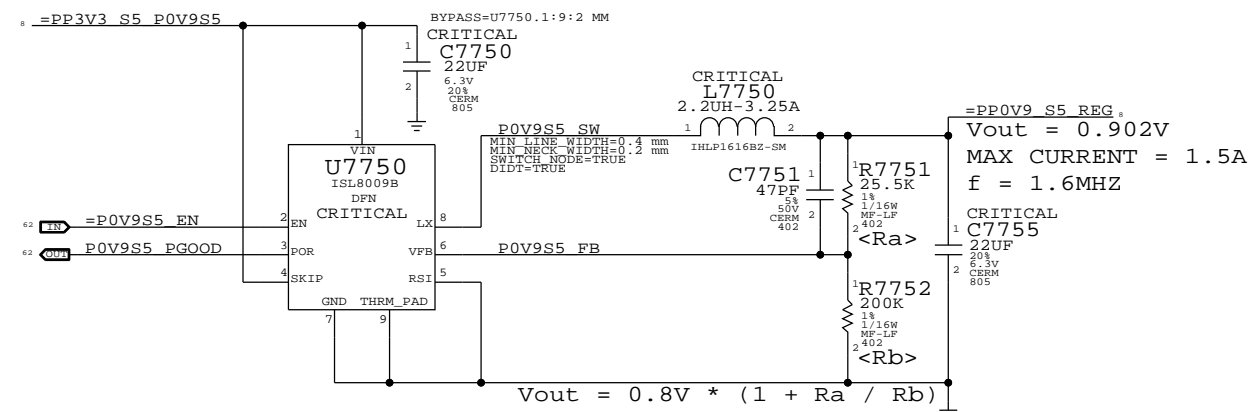 8 =PP3V3_S5_P0V9S5
BYPASS=U7750.1:9:2 MM
CRITICAL
1 C7750
22UF
6.3V
2 20%
CERM
805
CRITICAL
L7750
2.2UH-3.25A
P0V9S5_SW 1 2
MIN_LINE_WIDTH=0.4 mm
MIN_NECK_WIDTH=0.2 mm
SWITCH_NODE=TRUE
DIDT=TRUE
IHLP1616BZ-SM
=PP0V9_S5_REG 8
Vout = 0.902V
MAX CURRENT = 1.5A
f = 1.6MHZ
1
VIN
U7750
ISL8009B
DFN
CRITICAL
62 IN =P0V9S5_EN 2 EN
LX 8
62 OUT P0V9S5_PGOOD 3 POR
VFB 6 P0V9S5_FB
4 SKIP
RSI 5
GND THRM_PAD
7 9
C7751 1
47PF
5%
50V
CERM 2
402
1 R7751
25.5K
1%
1/16W
MF-LF
402
2 <Ra>
CRITICAL
1 C7755
22UF
20%
6.3V
2 CERM
805
1 R7752
200K
1%
1/16W
MF-LF
402
2 <Rb>
Vout = 0.8V * (1 + Ra / Rb)